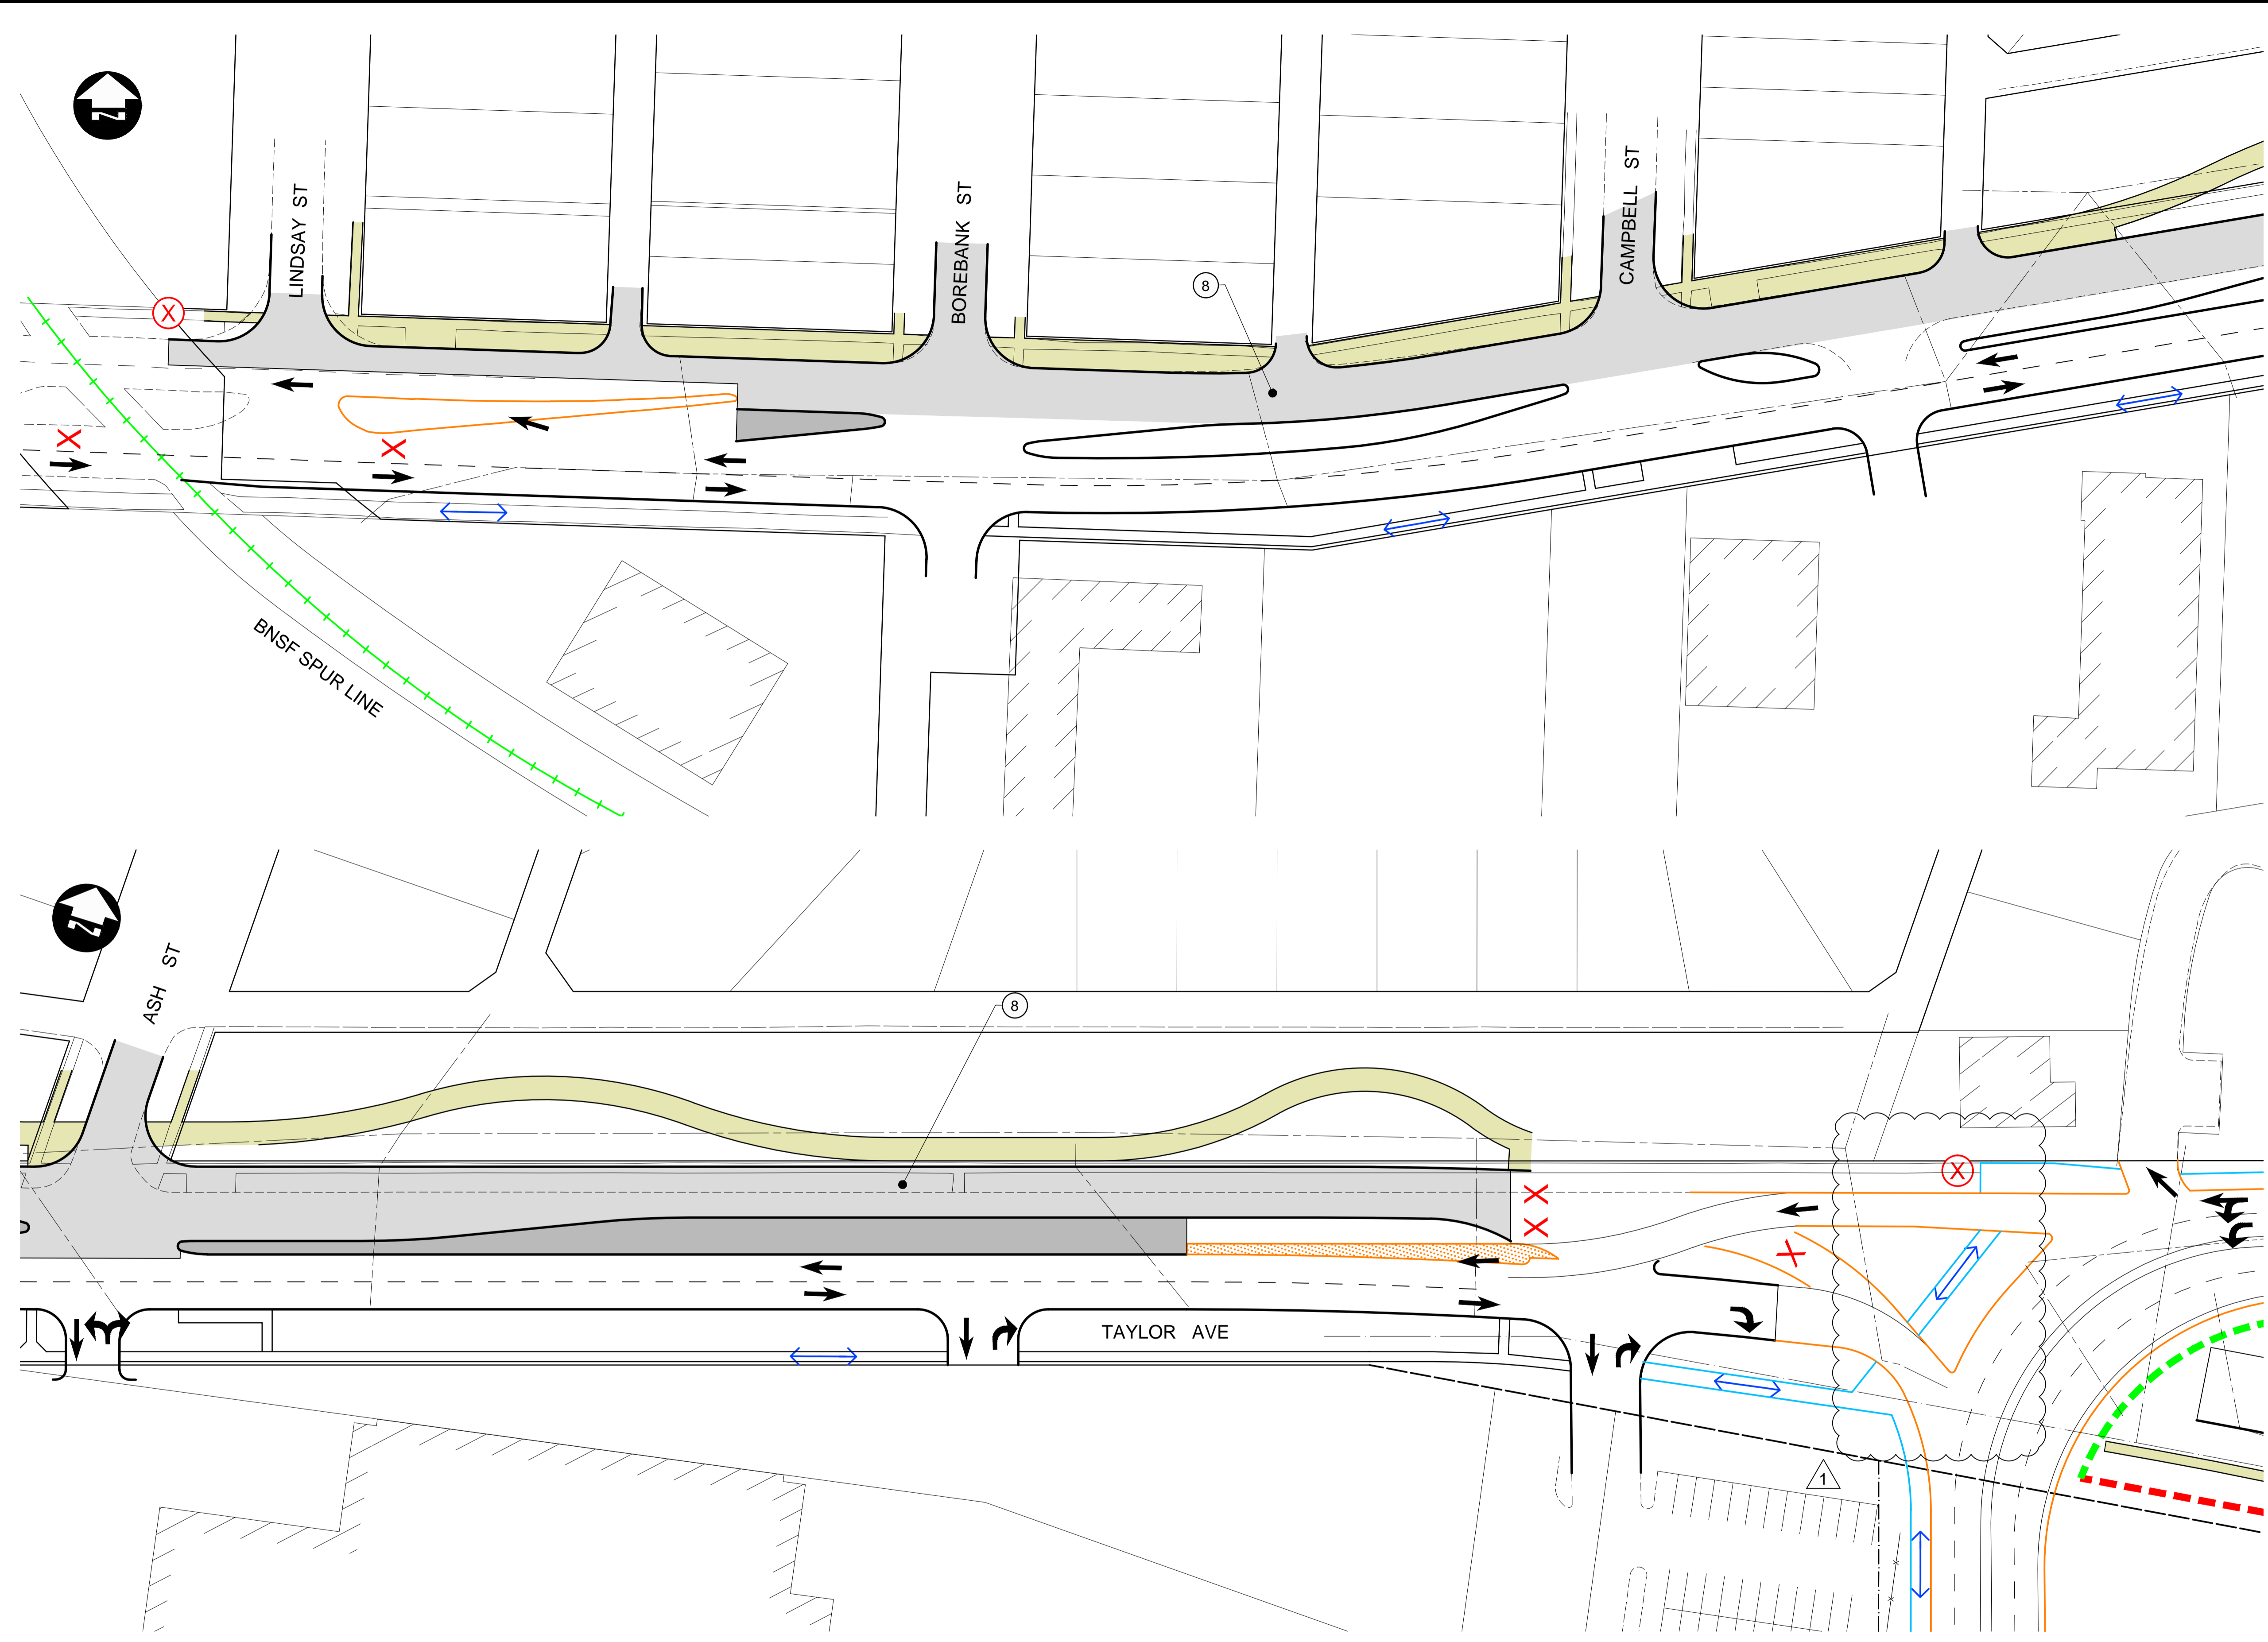 N
LINDSAY ST
BOREBANK ST
CAMPBELL ST
8
X
X
X
BNSF SPUR LINE
N
ASH ST
8
X
X
X
X
TAYLOR AVE
1